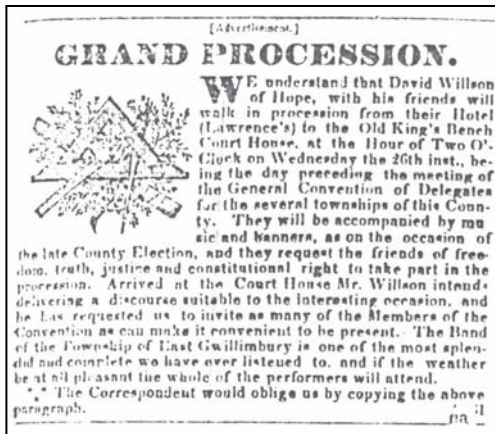 [Advertisement.]
GRAND PROCESSION.
WE understand that David Willson
of Hope, with his friends will
walk in procession from their Hotel
(Lawrence's) to the Old King's Bench
Court House, at the Hour of Two O'-
Clock on Wednesday the 26th inst., be-
ing the day preceding the meeting of
the General Convention of Delegates
for the several townships of this Coun-
ty. They will be accompanied by mu
sic and banners, as on the occasion of
the late County Election, and they request the friends of free-
dom, truth, justice and constitutional right to take part in the
procession. Arrived at the Court House Mr. Willson intends
delivering a discourse suitable to the interesting occasion, and
he has requested us to invite as many of the Members of the
Convention as can make it convenient to be present. The Band
of the Township of East Gwillimbury is one of the most splen-
did and complete we have ever listened to, and if the weather
be at all pleasant the whole of the performers will attend.
*** The Correspondent would oblige us by copying the above
paragraph.